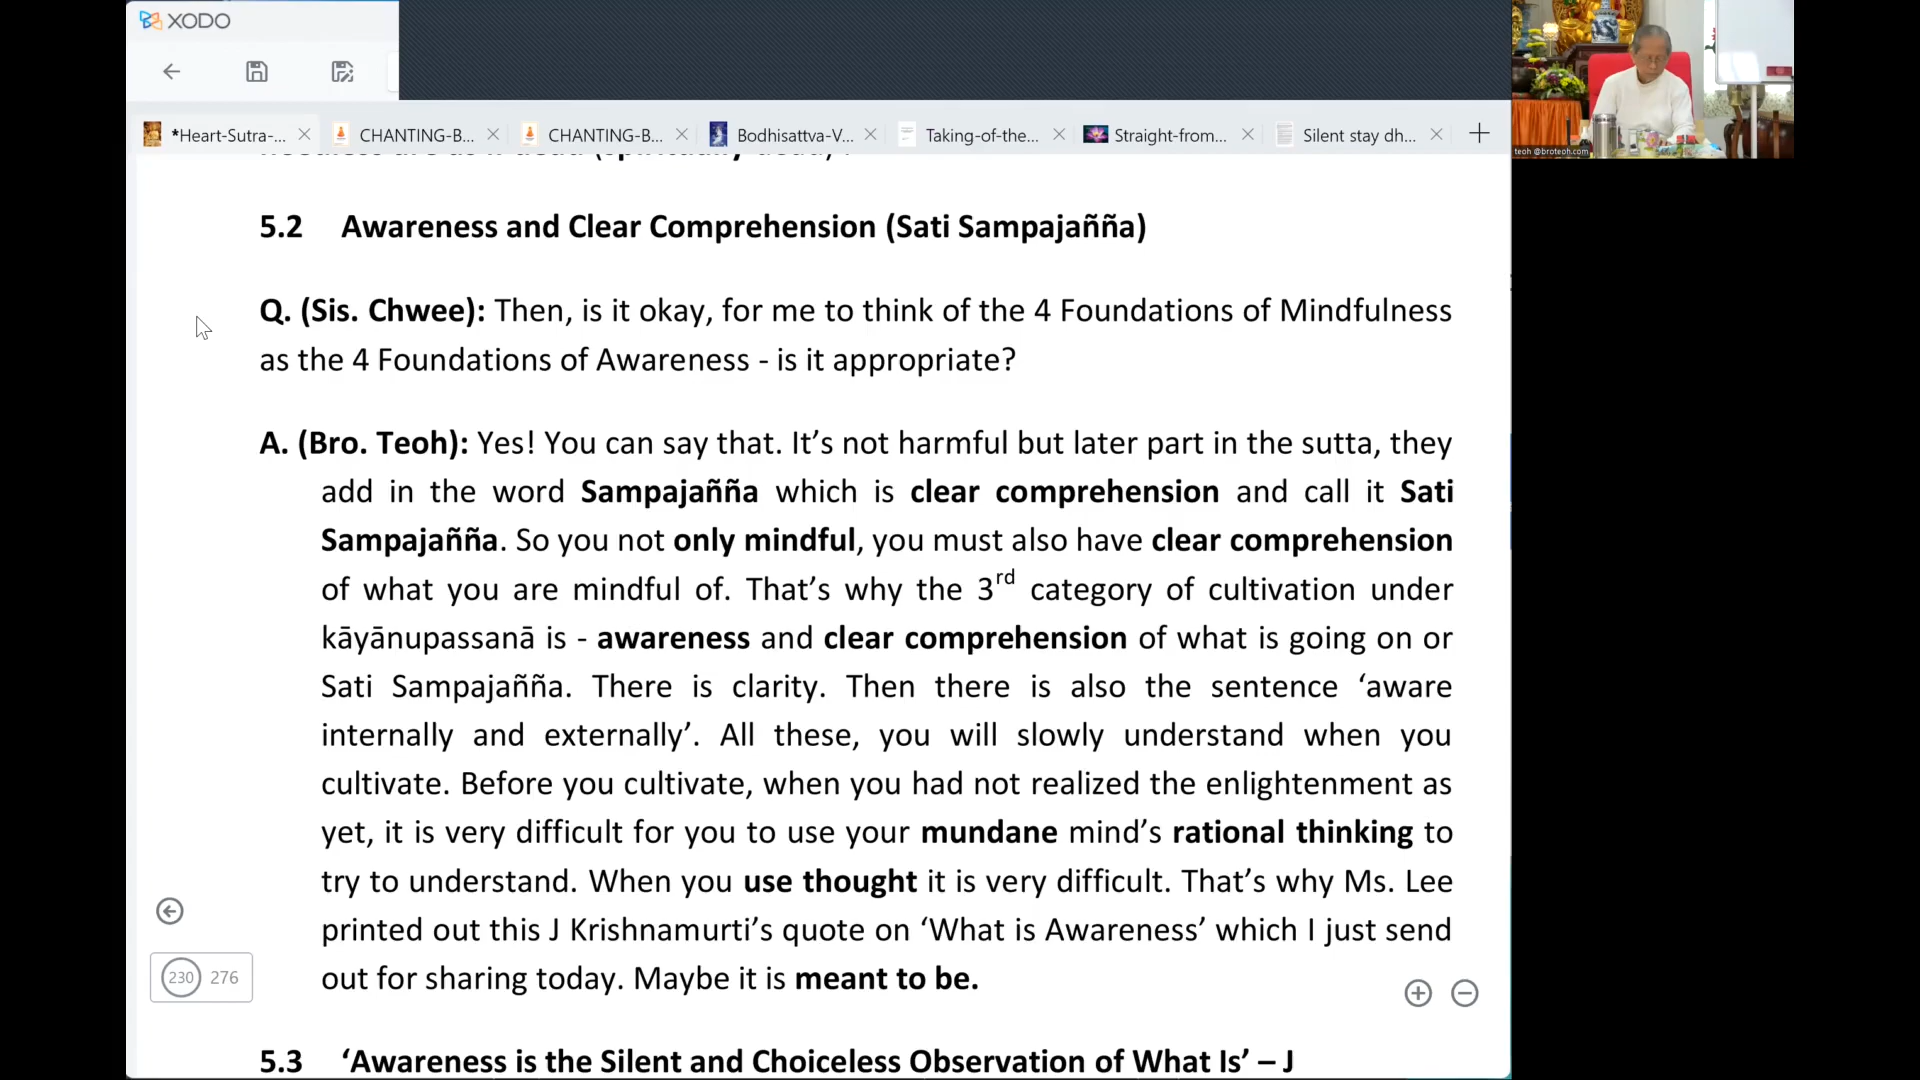 XODO
*Heart-Sutra-...
CHANTING-B...
CHANTING-B...
Bodhisattva-V...
Taking-of-the...
Straight-from...
Silent stay dh...
teoh @broteoh.com
5.2 Awareness and Clear Comprehension (Sati Sampajañña)
Q. (Sis. Chwee): Then, is it okay, for me to think of the 4 Foundations of Mindfulness
as the 4 Foundations of Awareness - is it appropriate?
A. (Bro. Teoh): Yes! You can say that. It’s not harmful but later part in the sutta, they
add in the word Sampajañña which is clear comprehension and call it Sati
Sampajañña. So you not only mindful, you must also have clear comprehension
of what you are mindful of. That’s why the 3rd category of cultivation under
kāyānupassanā is - awareness and clear comprehension of what is going on or
Sati Sampajañña. There is clarity. Then there is also the sentence ‘aware
internally and externally’. All these, you will slowly understand when you
cultivate. Before you cultivate, when you had not realized the enlightenment as
yet, it is very difficult for you to use your mundane mind’s rational thinking to
try to understand. When you use thought it is very difficult. That’s why Ms. Lee
printed out this J Krishnamurti’s quote on ‘What is Awareness’ which I just send
out for sharing today. Maybe it is meant to be.
230 276
5.3 ‘Awareness is the Silent and Choiceless Observation of What Is’ – J